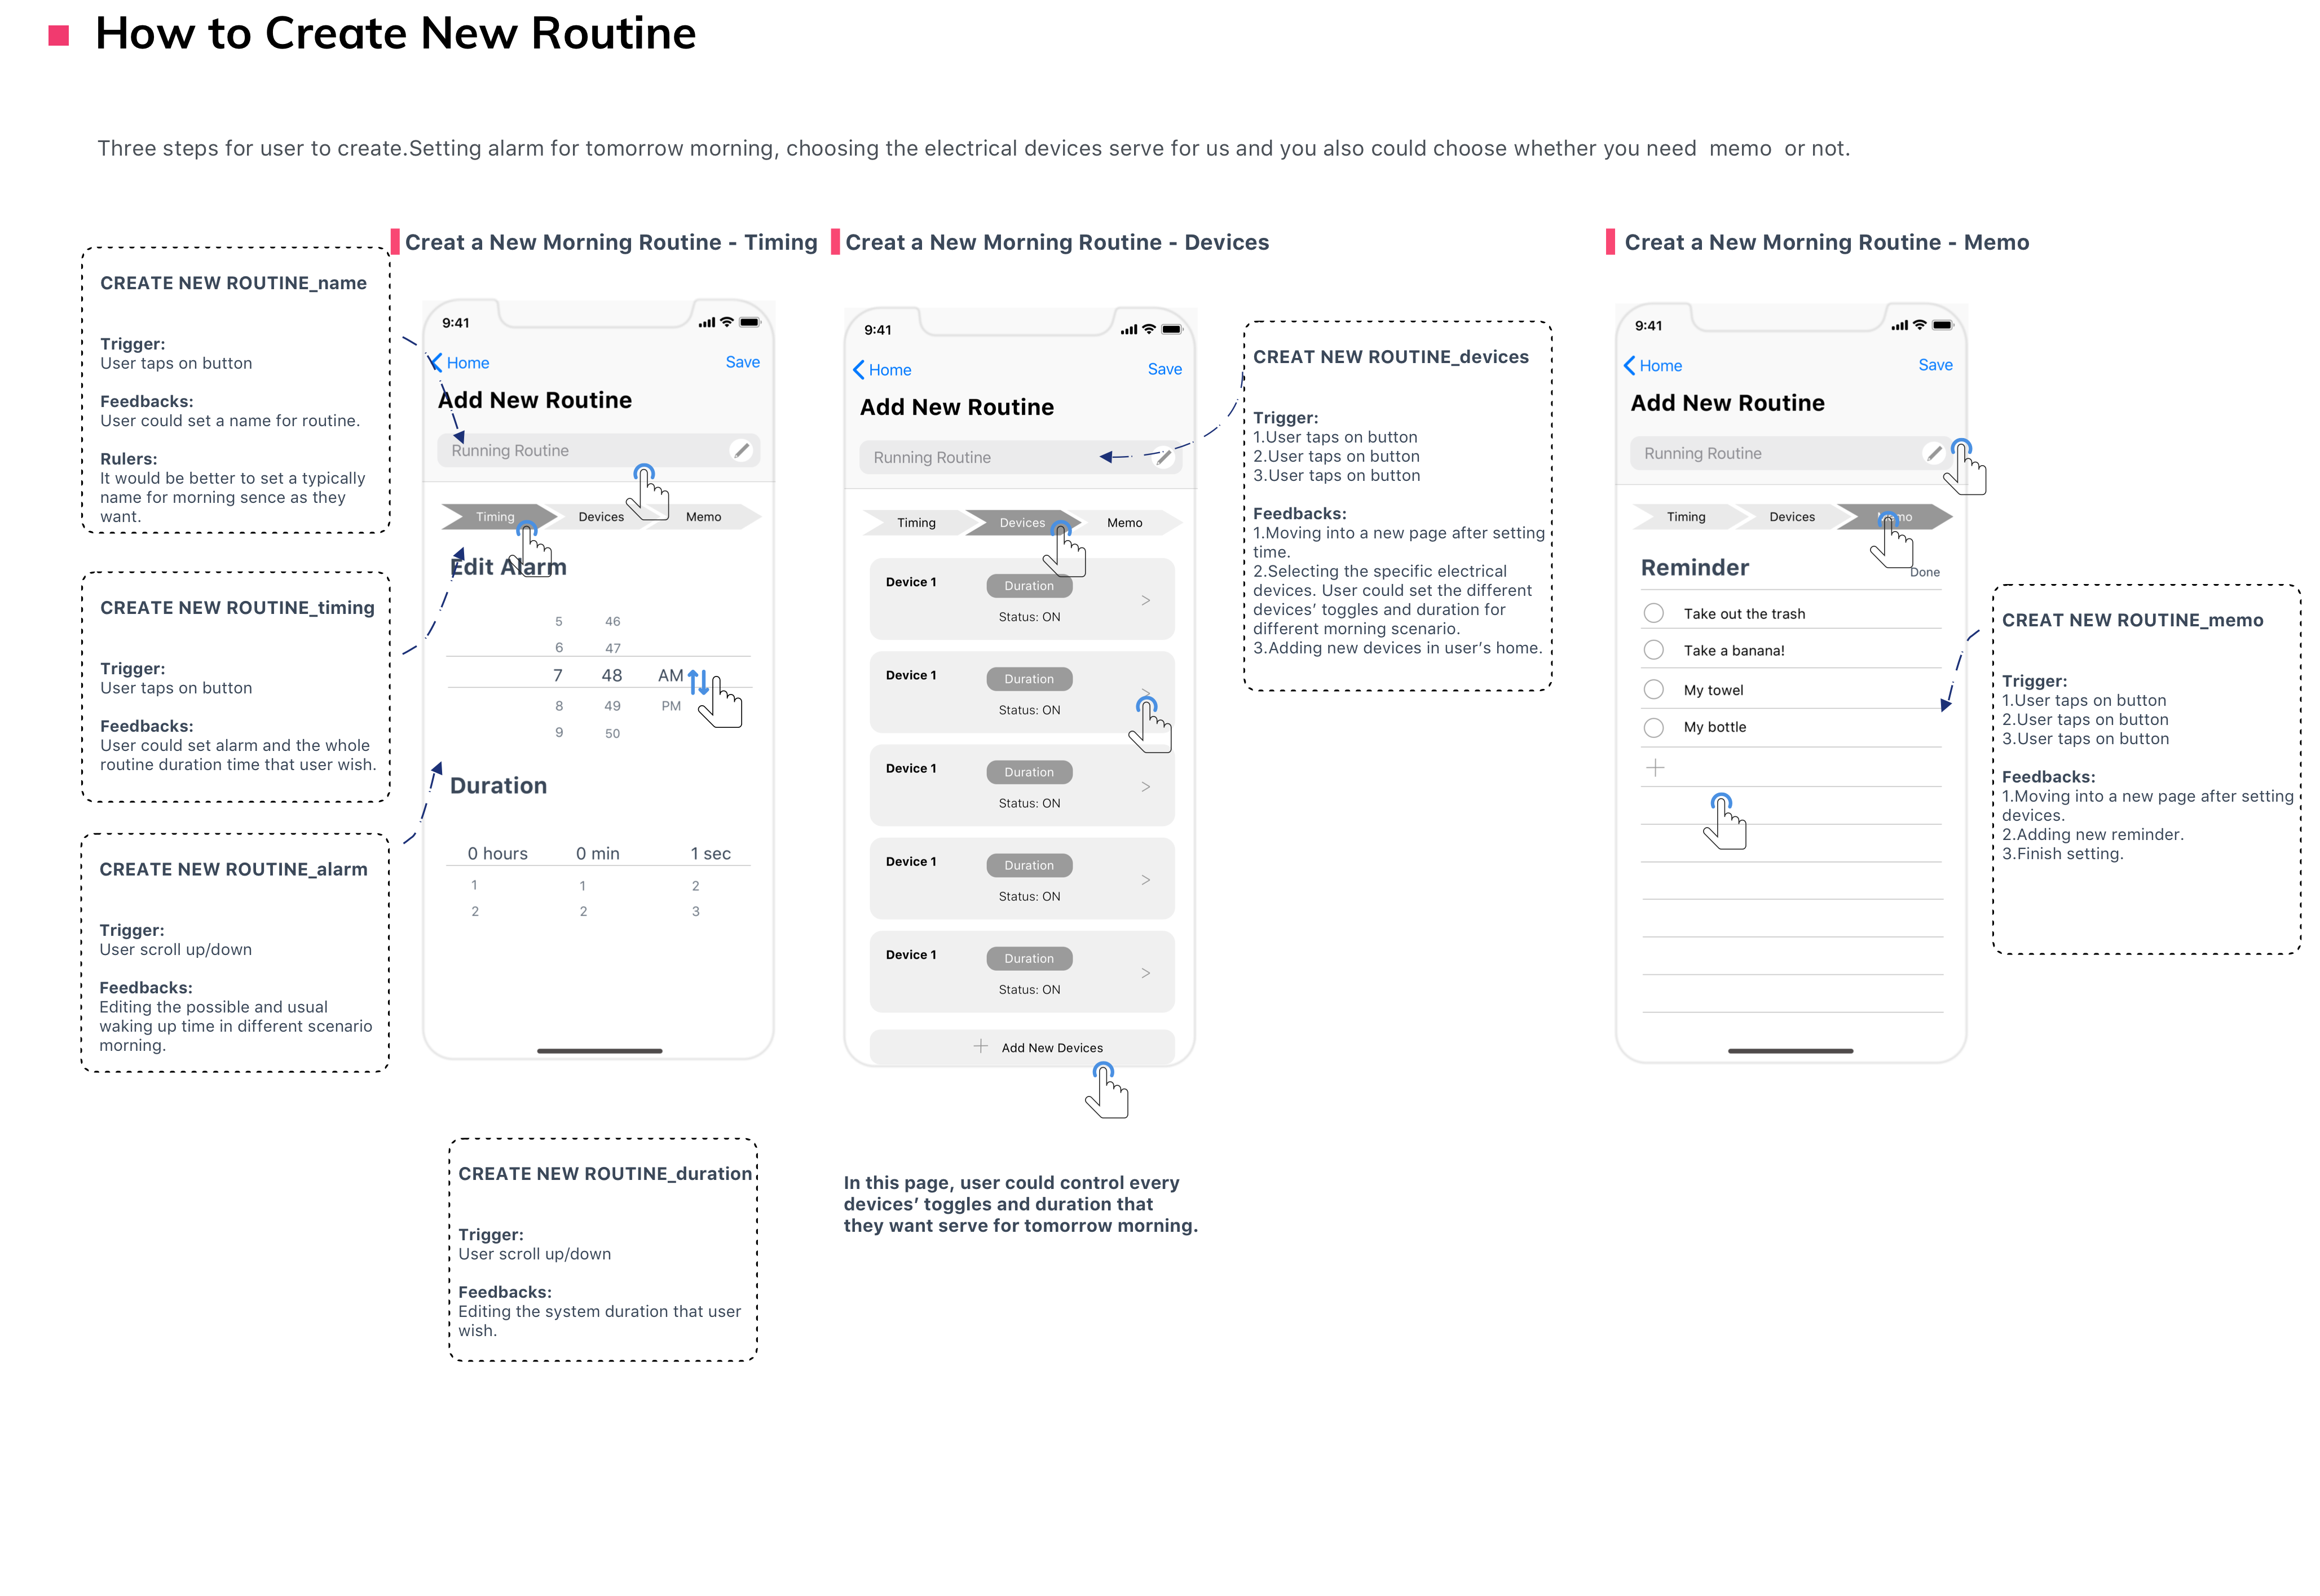 How to Create New Routine
Three steps for user to create.Setting alarm for tomorrow morning, choosing the electrical devices serve for us and you also could choose whether you need  memo  or not.
CREATE NEW ROUTINE_name
Trigger:
User taps on button
Feedbacks:
User could set a name for routine.
Rulers:
It would be better to set a typically
name for morning sence as they
want.
CREATE NEW ROUTINE_timing
Trigger:
User taps on button
Feedbacks:
User could set alarm and the whole
routine duration time that user wish.
CREATE NEW ROUTINE_alarm
Trigger:
User scroll up/down
Feedbacks:
Editing the possible and usual
waking up time in different scenario
morning.
Creat a New Morning Routine - Timing
9:41
Home
Save
Add New Routine
Running Routine
Timing
Devices
Memo
Edit Alarm
5 46
6 47
7 48 AM
8 49 PM
9 50
Duration
0 hours 0 min 1 sec
1 1 2
2 2 3
CREATE NEW ROUTINE_duration
Trigger:
User scroll up/down
Feedbacks:
Editing the system duration that user
wish.
Creat a New Morning Routine - Devices
9:41
Home
Save
Add New Routine
Running Routine
Timing
Devices
Memo
Device 1
Duration
>
Status: ON
Device 1
Duration
>
Status: ON
Device 1
Duration
>
Status: ON
Device 1
Duration
>
Status: ON
Device 1
Duration
>
Status: ON
Add New Devices
In this page, user could control every
devices’ toggles and duration that
they want serve for tomorrow morning.
CREAT NEW ROUTINE_devices
Trigger:
1.User taps on button
2.User taps on button
3.User taps on button
Feedbacks:
1.Moving into a new page after setting
time.
2.Selecting the specific electrical
devices. User could set the different
devices’ toggles and duration for
different morning scenario.
3.Adding new devices in user’s home.
Creat a New Morning Routine - Memo
9:41
Home
Save
Add New Routine
Running Routine
Timing
Devices
Memo
Reminder
Done
Take out the trash
Take a banana!
My towel
My bottle
CREAT NEW ROUTINE_memo
Trigger:
1.User taps on button
2.User taps on button
3.User taps on button
Feedbacks:
1.Moving into a new page after setting
devices.
2.Adding new reminder.
3.Finish setting.